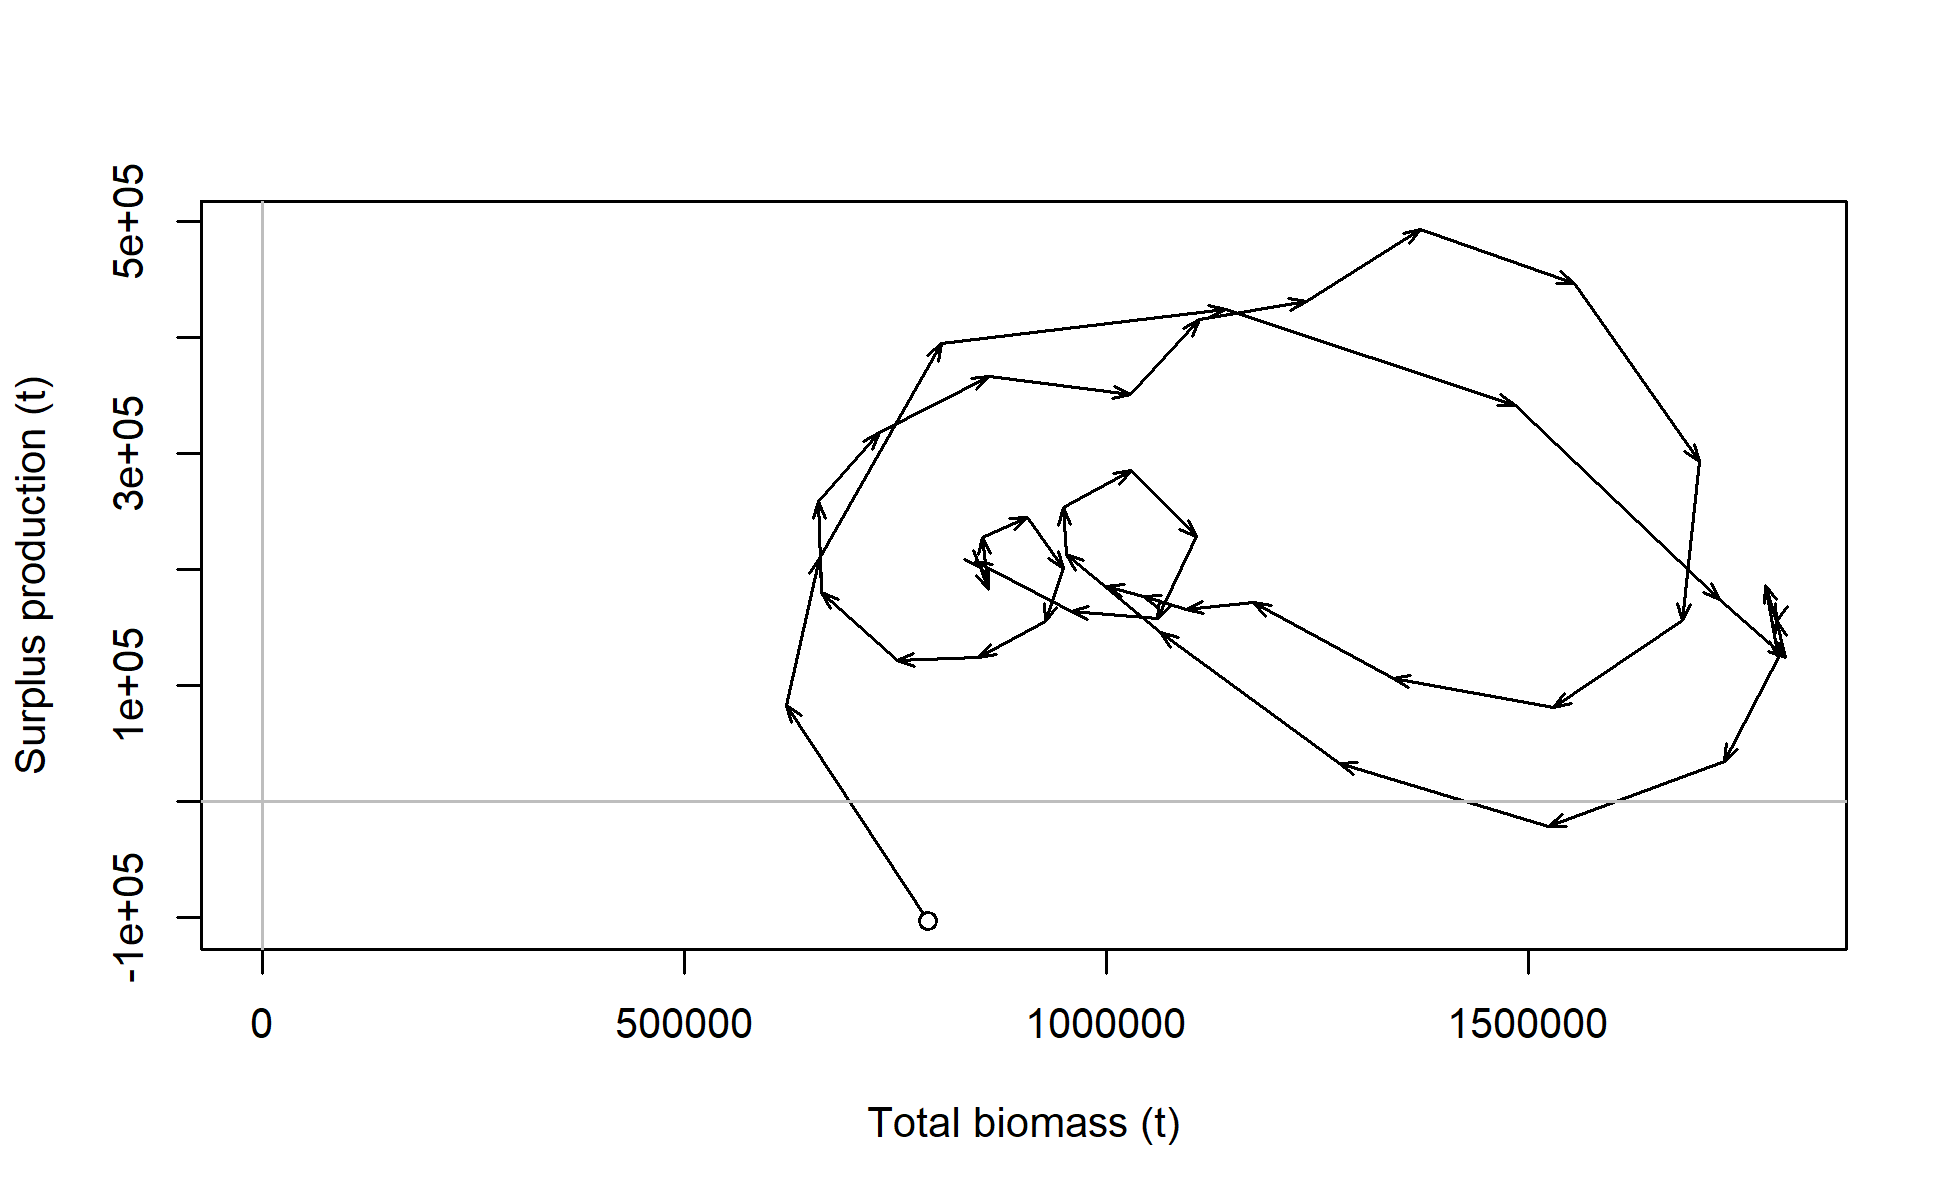 Surplus production (t)
5e+05
3e+05
1e+05
-1e+05
0 500000 1000000 1500000
Total biomass (t)